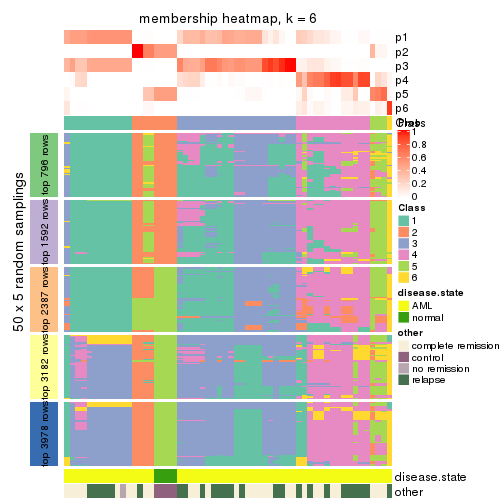 membership heatmap, k = 6
p1
p2
p3
p4
p5
p6
Class
1
0.8
0.6
0.4
0.2
0
Class
1
2
3
4
5
6
disease.state
AML
normal
other
complete remission
control
no remission
relapse
50 x 5 random samplings
top 796 rows
top 1592 rows
top 2387 rows
top 3182 rows
top 3978 rows
disease.state
other